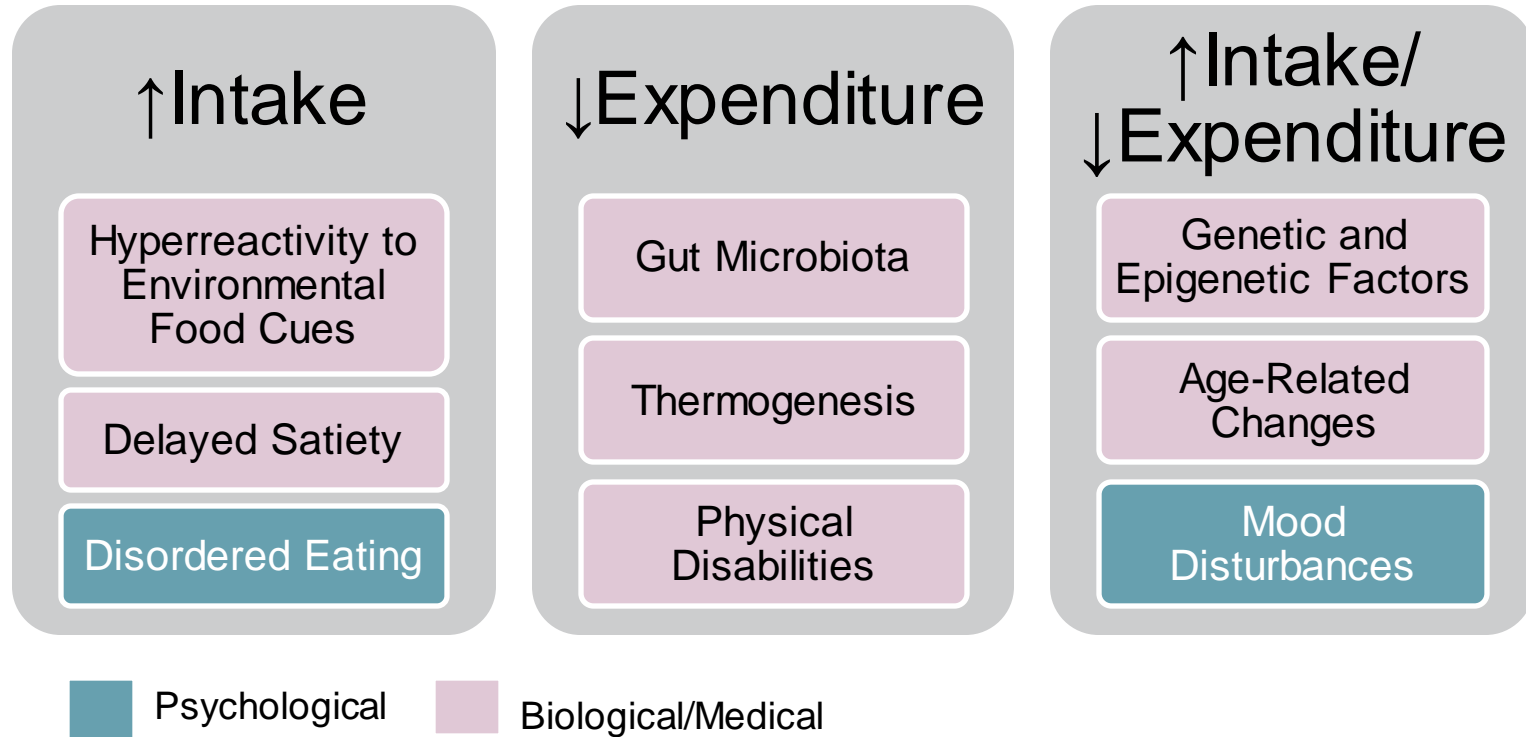 ↑Intake
Hyperreactivity to
Environmental
Food Cues
Delayed Satiety
Disordered Eating
↓Expenditure
Gut Microbiota
Thermogenesis
Physical
Disabilities
↑Intake/
↓Expenditure
Genetic and
Epigenetic Factors
Age-Related
Changes
Mood
Disturbances
Psychological
Biological/Medical